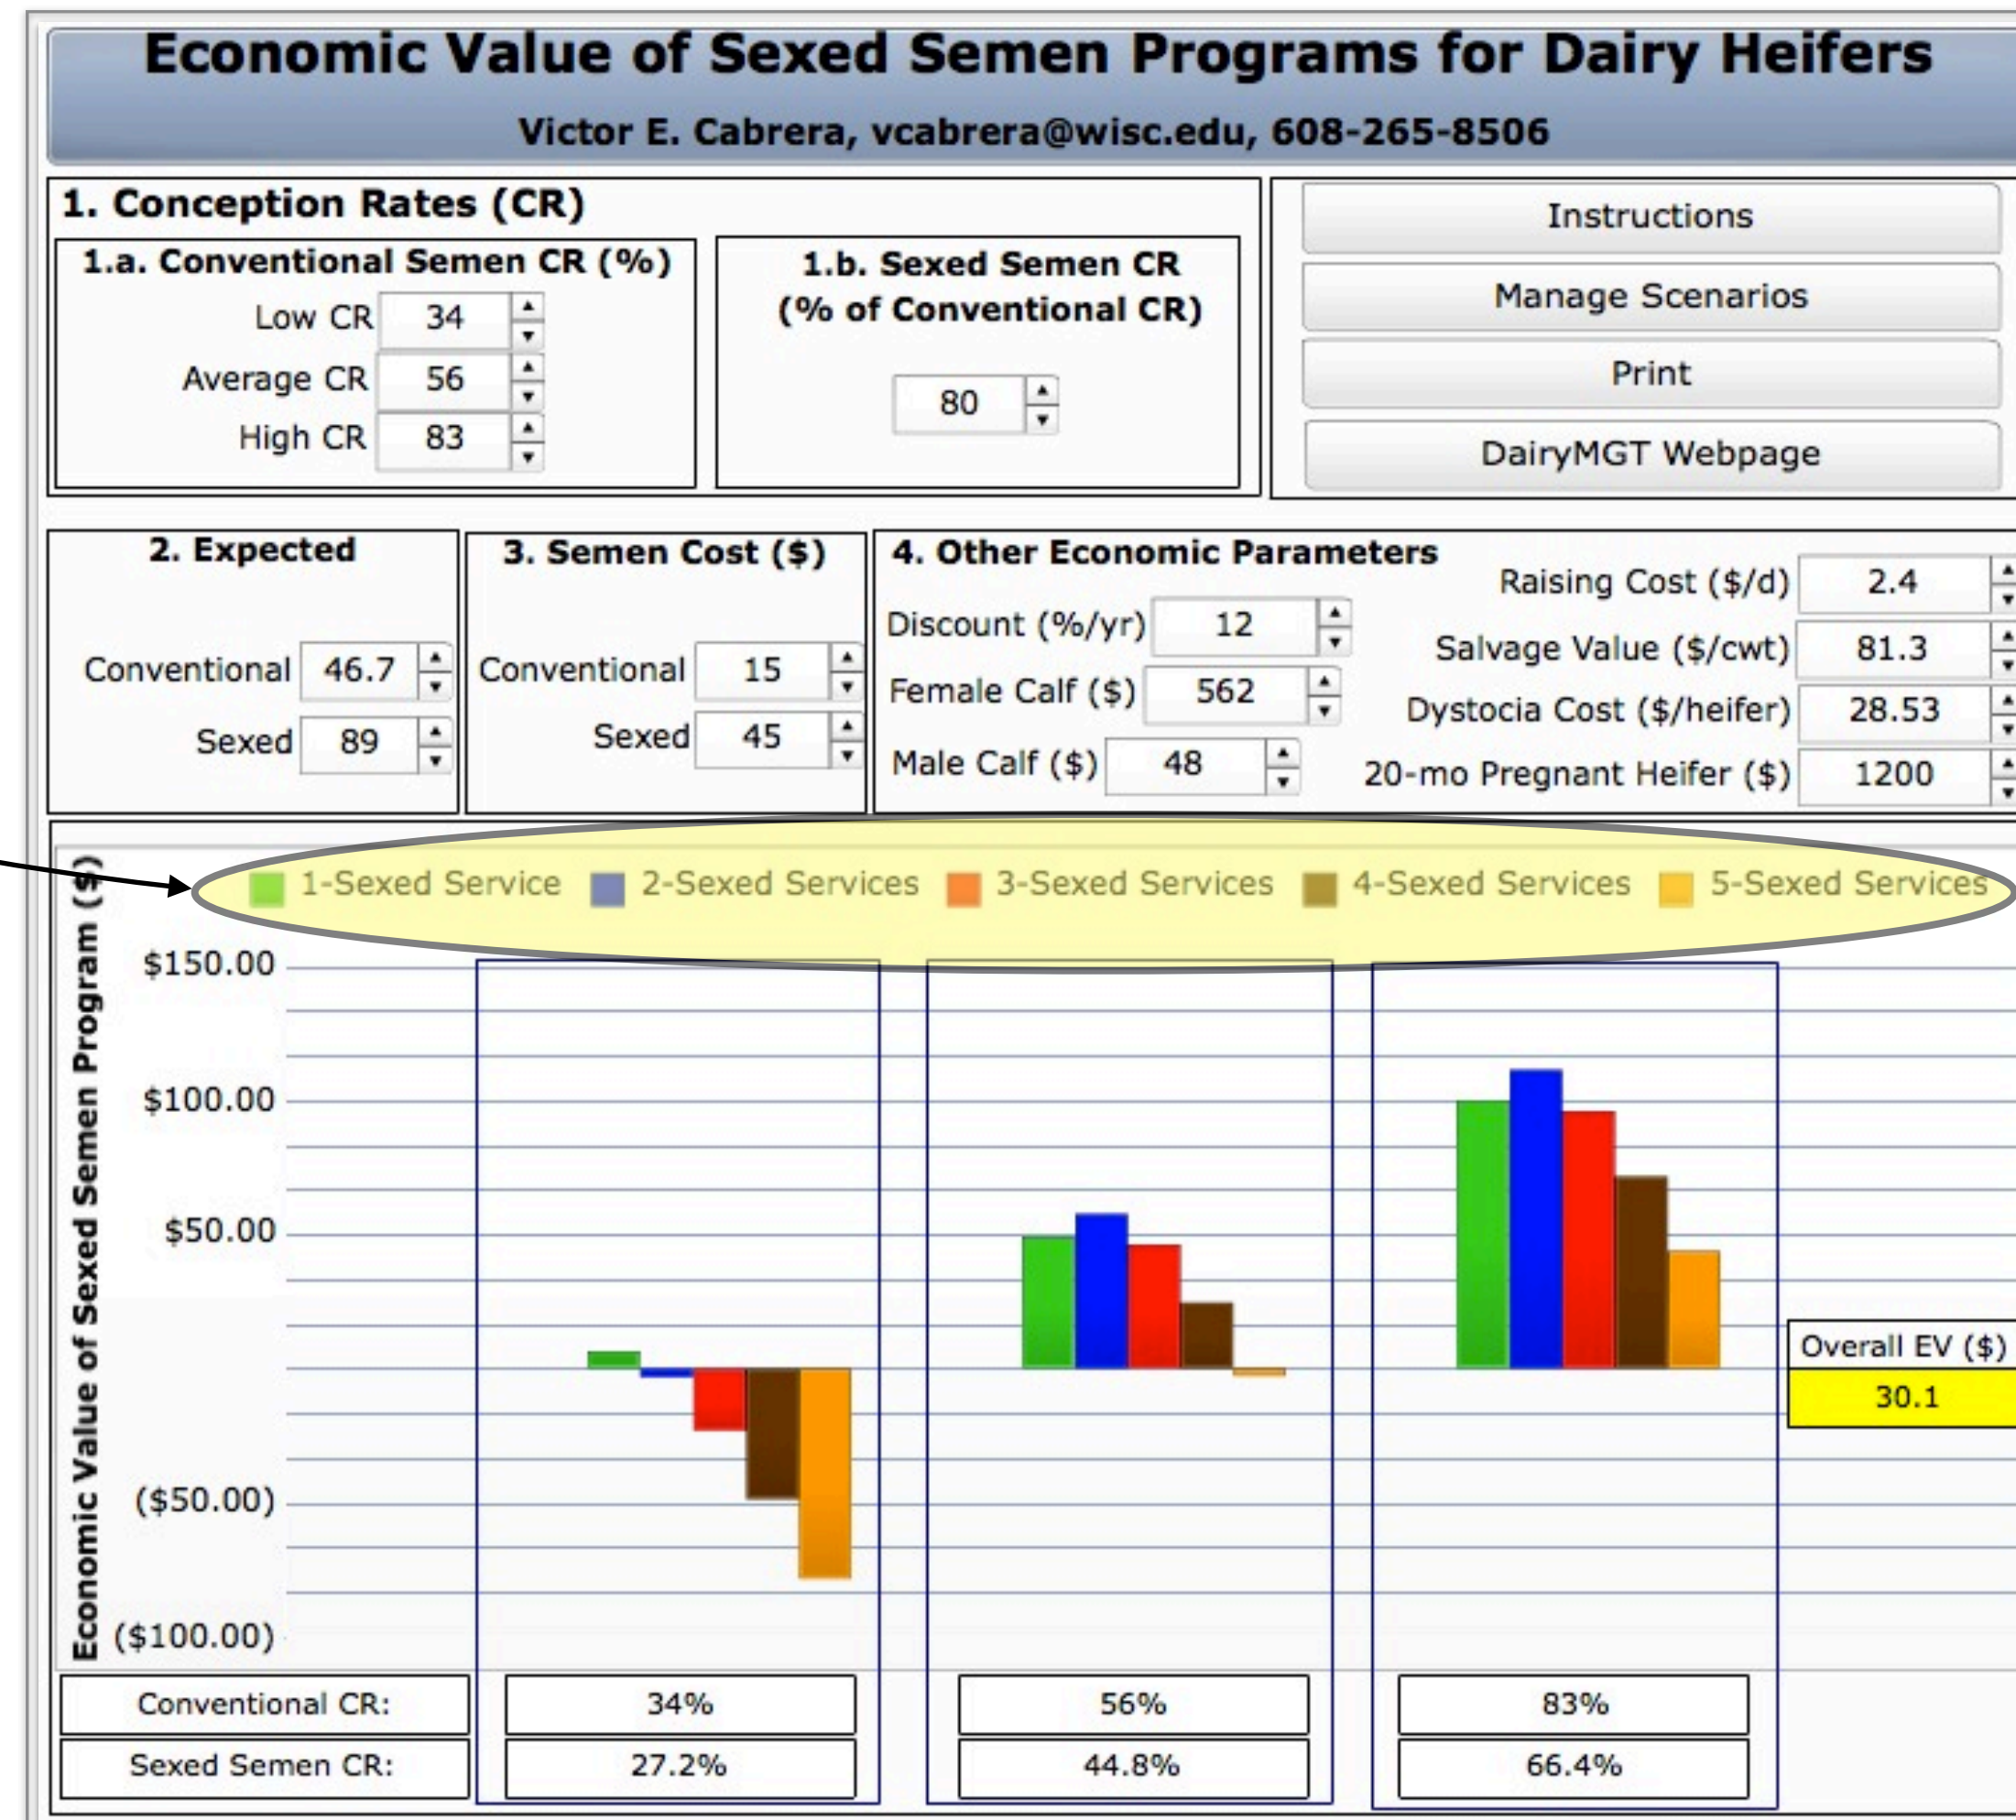 Economic Value of Sexed Semen Programs for Dairy Heifers
Victor E. Cabrera, vcabrera@wisc.edu, 608-265-8506
1. Conception Rates (CR)
1.a. Conventional Semen CR (%)
Low CR 34
Average CR 56
High CR 83
1.b. Sexed Semen CR
(% of Conventional CR)
80
Instructions
Manage Scenarios
Print
DairyMGT Webpage
2. Expected
Conventional 46.7
Sexed 89
3. Semen Cost ($)
Conventional 15
Sexed 45
4. Other Economic Parameters
Discount (%/yr) 12
Female Calf ($) 562
Male Calf ($) 48
Raising Cost ($/d) 2.4
Salvage Value ($/cwt) 81.3
Dystocia Cost ($/heifer) 28.53
20-mo Pregnant Heifer ($) 1200
Economic Value of Sexed Semen Program ($)
1-Sexed Service 2-Sexed Services 3-Sexed Services 4-Sexed Services 5-Sexed Services
$150.00
$100.00
$50.00
($50.00)
($100.00)
Overall EV ($)
30.1
Conventional CR: 34% 56% 83%
Sexed Semen CR: 27.2% 44.8% 66.4%